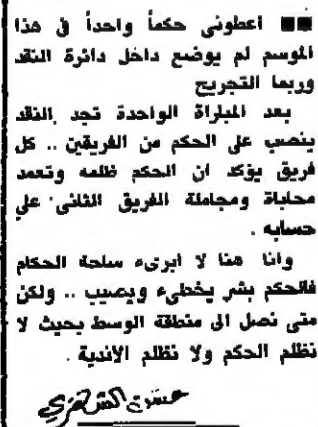 ■■ اعطونى حكماً واحداً فى هذا
الموسم لم يوضع داخل دائرة النقد
وربما التجريح
بعد المباراة الواحدة تجد النقد
ينصب على الحكم من الفريقين .. كل
فريق يؤكد ان الحكم ظلمه وتعمد
محاباة ومجاملة الفريق الثانى على
حسابه .
وانا هنا لا ابرىء ساحة الحكام
فالحكم بشر يخطىء ويصيب .. ولكن
متى نصل الى منطقة الوسط بحيث لا
نظلم الحكم ولا نظلم الاندية .